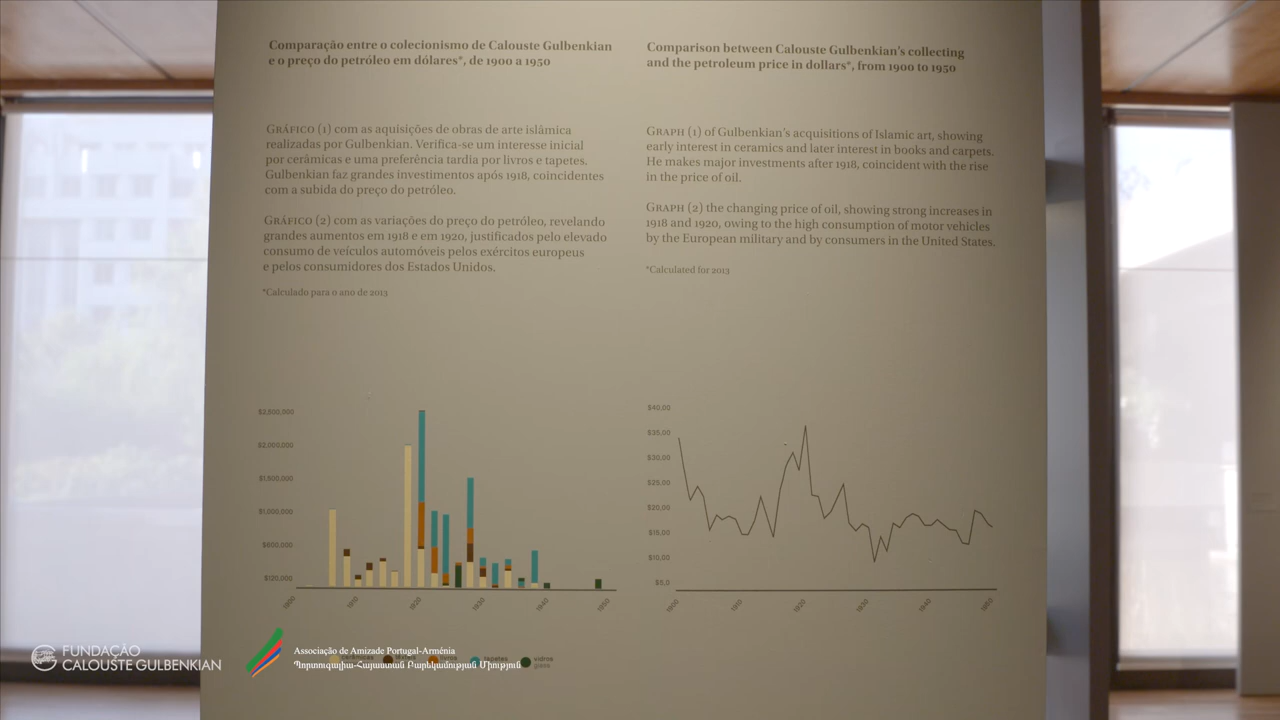 Comparação entre o colecionismo de Calouste Gulbenkian
e o preço do petróleo em dólares*, de 1900 a 1950
GRÁFICO (1) com as aquisições de obras de arte islâmica
realizadas por Gulbenkian. Verifica-se um interesse inicial
por cerâmicas e uma preferência tardia por livros e tapetes.
Gulbenkian faz grandes investimentos após 1918, coincidentes
com a subida do preço do petróleo.
GRÁFICO (2) com as variações do preço do petróleo, revelando
grandes aumentos em 1918 e em 1920, justificados pelo elevado
consumo de veículos automóveis pelos exércitos europeus
e pelos consumidores dos Estados Unidos.
*Calculado para o ano de 2013
Comparison between Calouste Gulbenkian's collecting
and the petroleum price in dollars*, from 1900 to 1950
GRAPH (1) of Gulbenkian's acquisitions of Islamic art, showing
early interest in ceramics and later interest in books and carpets.
He makes major investments after 1918, coincident with the rise
in the price of oil.
GRAPH (2) the changing price of oil, showing strong increases in
1918 and 1920, owing to the high consumption of motor vehicles
by the European military and by consumers in the United States.
*Calculated for 2013
$2,000,000
$1,500,000
$1,000,000
$120,000
1900
1910
1920
1930
1940
1950
$40,00
$35,00
$30,00
$25,00
$20,00
$15,00
$10,00
$5,0
1900
1910
1920
1930
1940
1950
tapetes
vidros
glass
FUNDAÇÃO
CALOUSTE GULBENKIAN
Associação de Amizade Portugal-Arménia
Պորտուգալիա-Հայաստան Բարեկամության Միություն